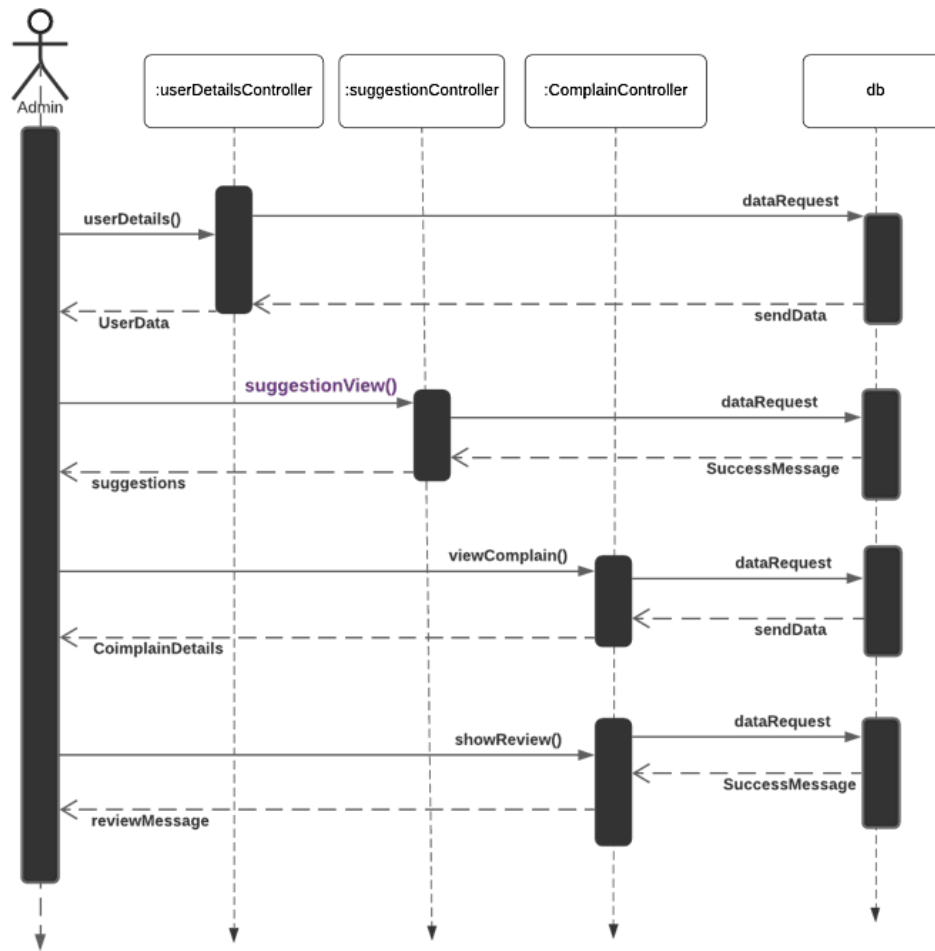 Admin
:userDetailsController
:suggestionController
:ComplainController
db
dataRequest
userDetails()
sendData
UserData
suggestionView()
dataRequest
SuccessMessage
suggestions
viewComplain()
dataRequest
sendData
CoimplainDetails
dataRequest
showReview()
SuccessMessage
reviewMessage